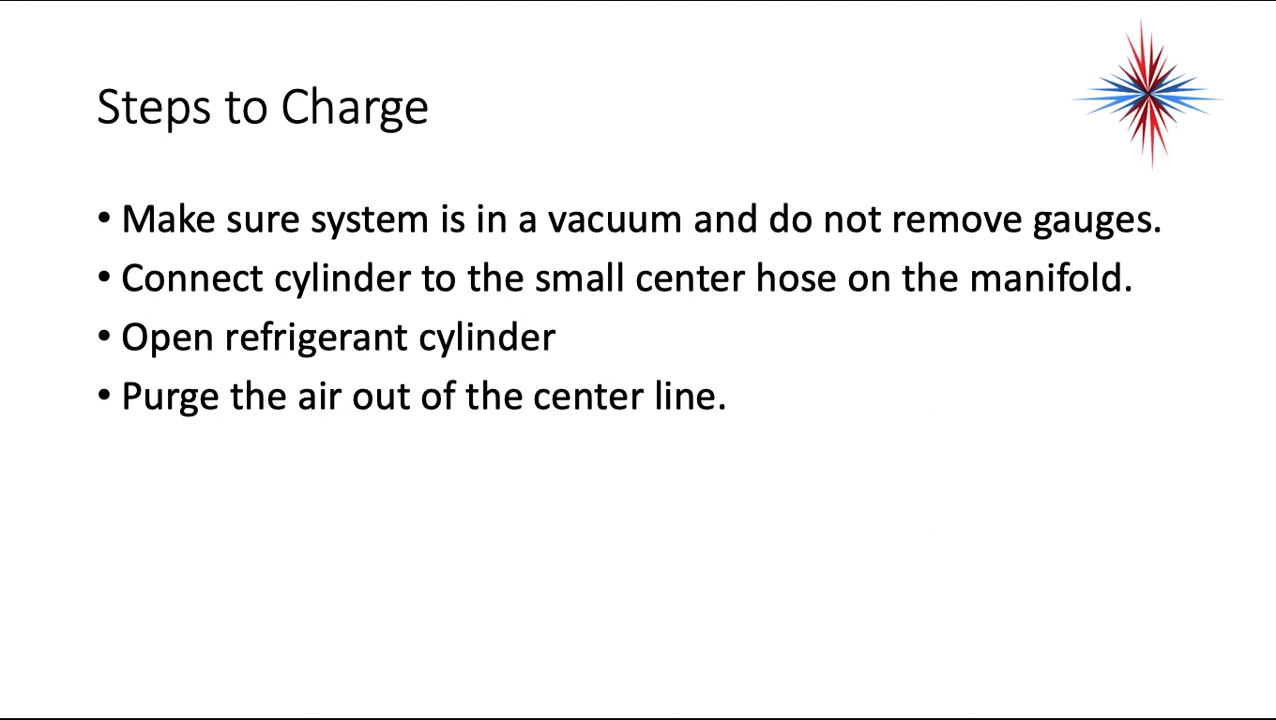 Steps to Charge
• Make sure system is in a vacuum and do not remove gauges.
• Connect cylinder to the small center hose on the manifold.
• Open refrigerant cylinder
• Purge the air out of the center line.